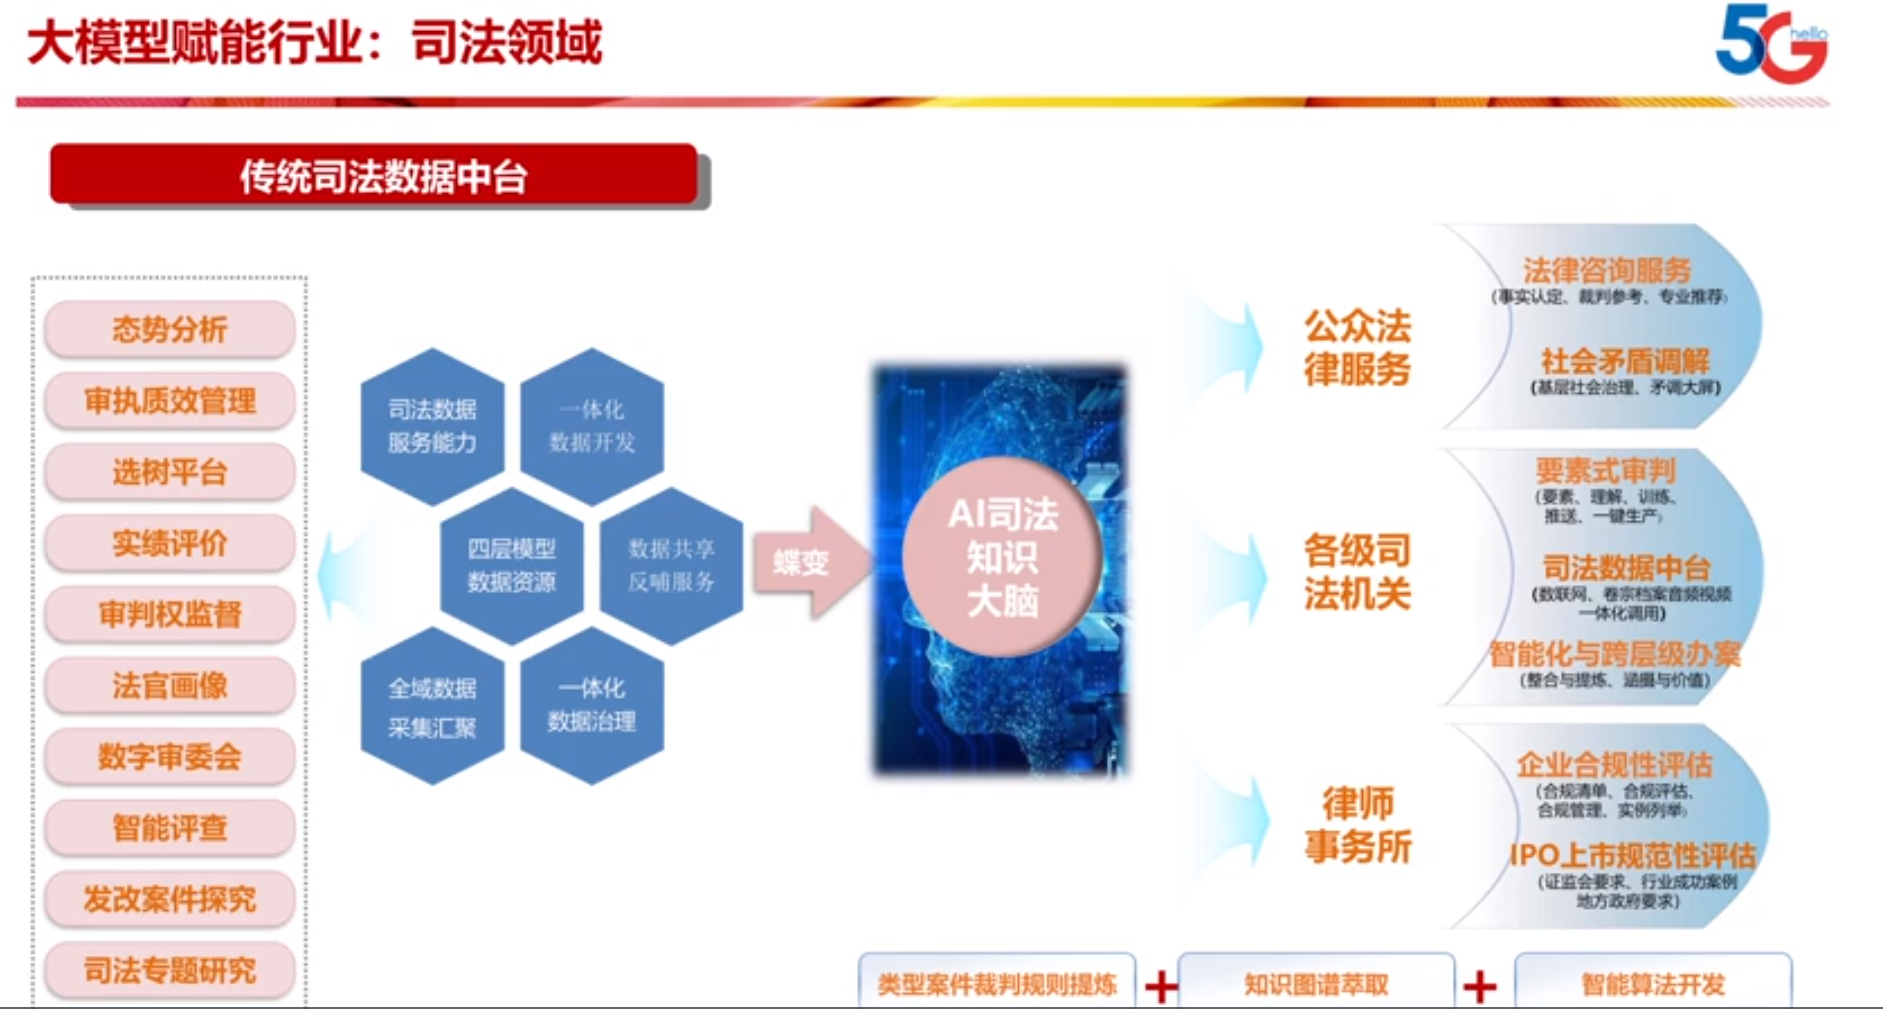 大模型赋能行业：司法领域
5G
hello
传统司法数据中台
态势分析
审执质效管理
选树平台
实绩评价
审判权监督
法官画像
数字审委会
智能评查
发改案件探究
司法专题研究
司法数据
服务能力
一体化
数据开发
四层模型
数据资源
数据共享
反哺服务
全域数据
采集汇聚
一体化
数据治理
蝶变
AI司法
知识
大脑
公众法
律服务
法律咨询服务
(事实认定、裁判参考、专业推荐)
社会矛盾调解
(基层社会治理、矛调大屏)
各级司
法机关
要素式审判
(要素、理解、训练、
推送、一键生产)
司法数据中台
(数联网、卷宗档案音频视频
一体化调用)
智能化与跨层级办案
(整合与提炼、涵摄与价值)
律师
事务所
企业合规性评估
(合规清单、合规评估、
合规管理、实例列举)
IPO上市规范性评估
(证监会要求、行业成功案例
地方政府要求)
类型案件裁判规则提炼
+
知识图谱萃取
+
智能算法开发